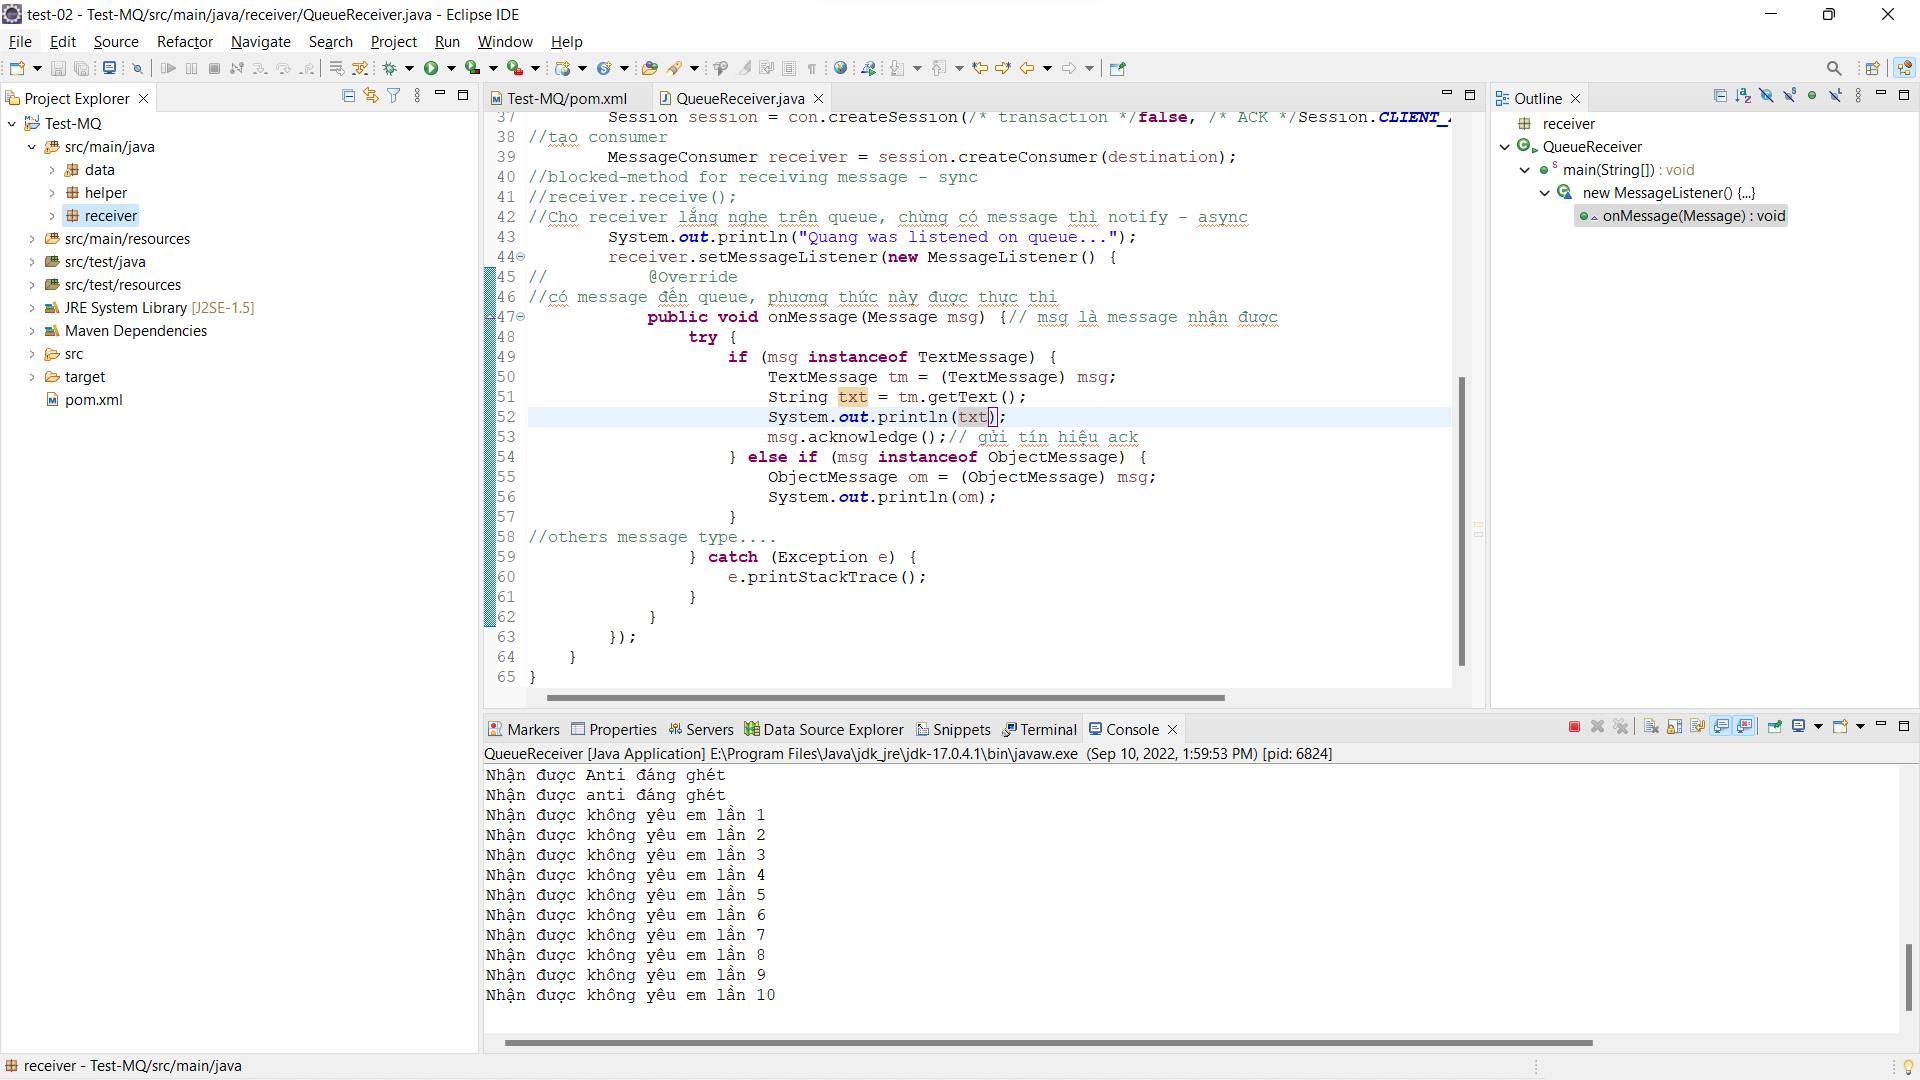 test-02 - Test-MQ/src/main/java/receiver/QueueReceiver.java - Eclipse IDE
File Edit Source Refactor Navigate Search Project Run Window Help
Project Explorer
Test-MQ
src/main/java
data
helper
receiver
src/main/resources
src/test/java
src/test/resources
JRE System Library [J2SE-1.5]
Maven Dependencies
src
target
pom.xml
Test-MQ/pom.xml QueueReceiver.java
37 Session session = con.createSession(/* transaction */false, /* ACK */Session.CLIENT_
38 //tạo consumer
39 MessageConsumer receiver = session.createConsumer(destination);
40 //blocked-method for receiving message - sync
41 //receiver.receive();
42 //Cho receiver lắng nghe trên queue, chừng có message thì notify - async
43 System.out.println("Quang was listened on queue...");
44 receiver.setMessageListener(new MessageListener() {
45 // @Override
46 //có message đến queue, phương thức này được thực thi
47 public void onMessage(Message msg) {// msg là message nhận được
48 try {
49 if (msg instanceof TextMessage) {
50 TextMessage tm = (TextMessage) msg;
51 String txt = tm.getText();
52 System.out.println(txt);
53 msg.acknowledge();// gửi tín hiệu ack
54 } else if (msg instanceof ObjectMessage) {
55 ObjectMessage om = (ObjectMessage) msg;
56 System.out.println(om);
57 }
58 //others message type....
59 } catch (Exception e) {
60 e.printStackTrace();
61 }
62 }
63 });
64 }
65 }
Outline
receiver
QueueReceiver
main(String[]) : void
new MessageListener() {...}
onMessage(Message) : void
Markers Properties Servers Data Source Explorer Snippets Terminal Console
QueueReceiver [Java Application] E:\Program Files\Java\jdk_jre\jdk-17.0.4.1\bin\javaw.exe (Sep 10, 2022, 1:59:53 PM) [pid: 6824]
Nhận được Anti đáng ghét
Nhận được anti đáng ghét
Nhận được không yêu em lần 1
Nhận được không yêu em lần 2
Nhận được không yêu em lần 3
Nhận được không yêu em lần 4
Nhận được không yêu em lần 5
Nhận được không yêu em lần 6
Nhận được không yêu em lần 7
Nhận được không yêu em lần 8
Nhận được không yêu em lần 9
Nhận được không yêu em lần 10
receiver - Test-MQ/src/main/java